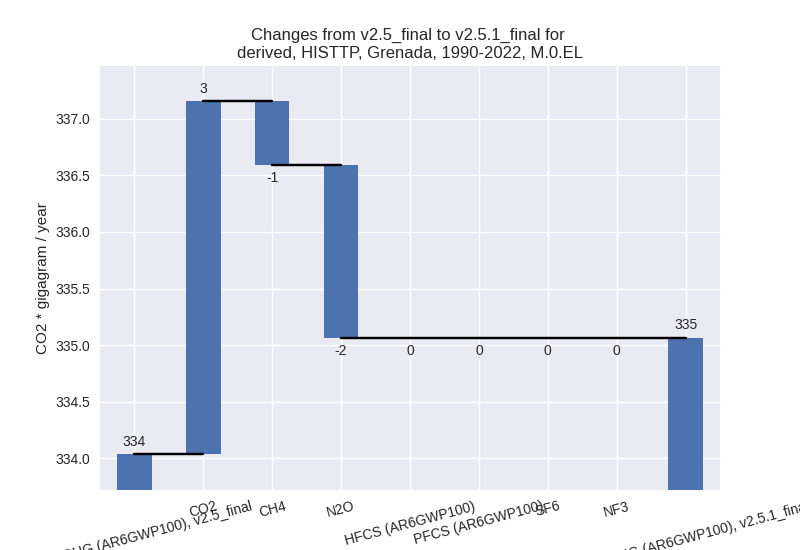 Changes from v2.5_final to v2.5.1_final for
derived, HISTTP, Grenada, 1990-2022, M.0.EL
CO2 * gigagram / year
337.0
336.5
336.0
335.5
335.0
334.5
334.0
334
3
-1
-2
0
0
0
0
335
(AR6GWP100), v2.5_final
CO2
CH4
N2O
HFCS (AR6GWP100)
PFCS (AR6GWP100)
SF6
NF3
(AR6GWP100), v2.5.1_fina